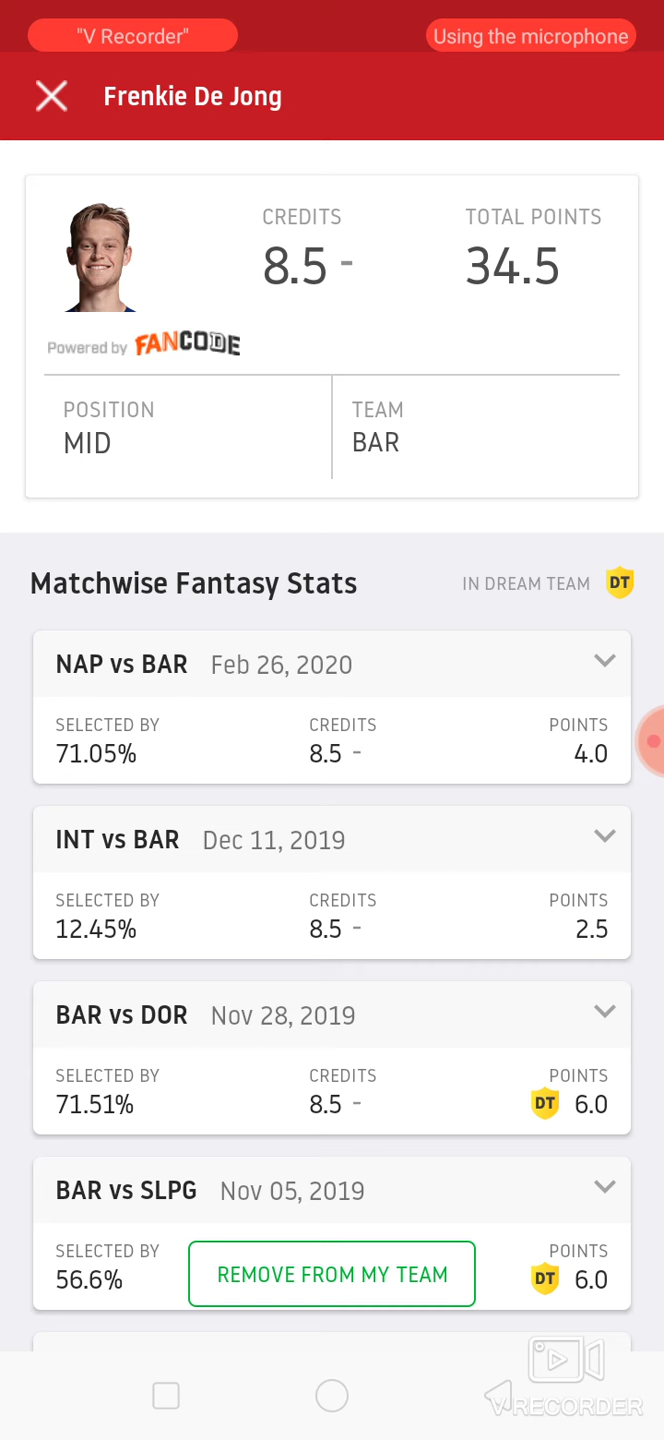 "V Recorder" Using the microphone
Frenkie De Jong
CREDITS TOTAL POINTS
8.5 - 34.5
Powered by FANCODE
POSITION TEAM
MID BAR
Matchwise Fantasy Stats IN DREAM TEAM DT
NAP vs BAR Feb 26, 2020
SELECTED BY CREDITS POINTS
71.05% 8.5 - 4.0
INT vs BAR Dec 11, 2019
SELECTED BY CREDITS POINTS
12.45% 8.5 - 2.5
BAR vs DOR Nov 28, 2019
SELECTED BY CREDITS POINTS
71.51% 8.5 - DT 6.0
BAR vs SLPG Nov 05, 2019
SELECTED BY POINTS
56.6% REMOVE FROM MY TEAM DT 6.0
VRECORDER